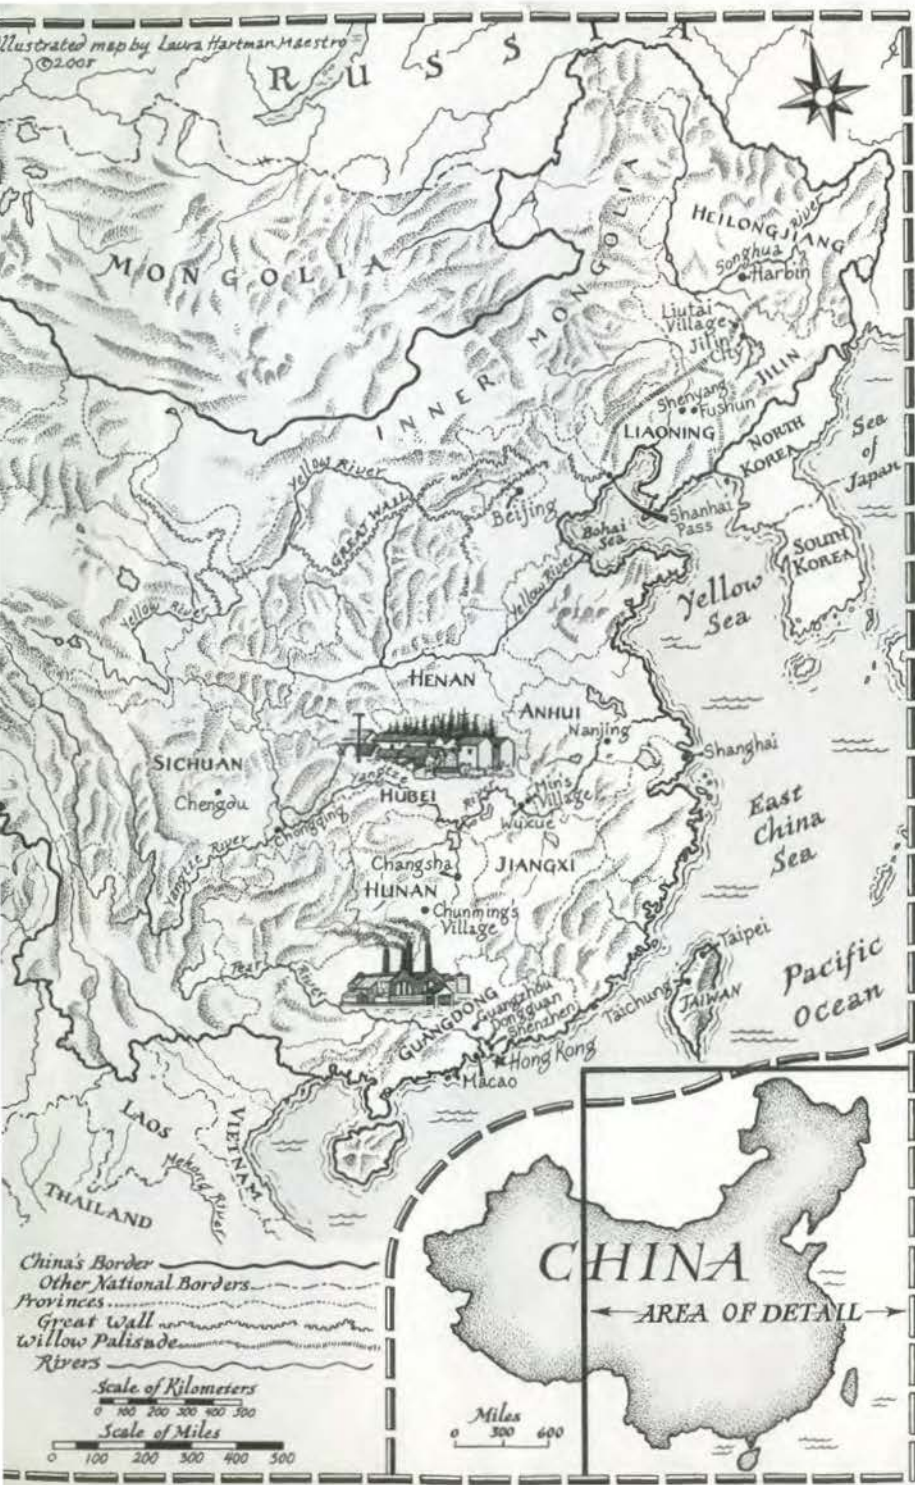 Illustrated map by Laura Hartman Maestro
©2008
RUSSIA
MONGOLIA
INNER MONGOLIA
HEILONGJIANG
Songhua River
Harbin
Liutai
Village
Jilin
City
JILIN
Shenyang
Fushun
LIAONING
NORTH
KOREA
Sea
of
Japan
Yellow River
GREAT WALL
Beijing
Bohai
Sea
Shanhai
Pass
SOUTH
KOREA
Yellow River
Yellow River
Yellow
Sea
HENAN
ANHUI
Nanjing
Shanghai
SICHUAN
Chengdu
Yangtze
River
HUBEI
Min's
Village
Wuxue
East
China
Sea
Chongqing
Yangtze River
Changsha
HUNAN
JIANGXI
Chunming's
Village
Taipei
Pearl River
Taichung
TAIWAN
Pacific
Ocean
GUANGDONG
Guangzhou
Dongguan
Shenzhen
Hong Kong
Macao
LAOS
VIETNAM
Mekong River
THAILAND
China's Border
Other National Borders
Provinces
Great Wall
Willow Palisade
Rivers
Scale of Kilometers
0 100 200 300 400 500
Scale of Miles
0 100 200 300 400 500
CHINA
AREA OF DETAIL
Miles
0 300 600